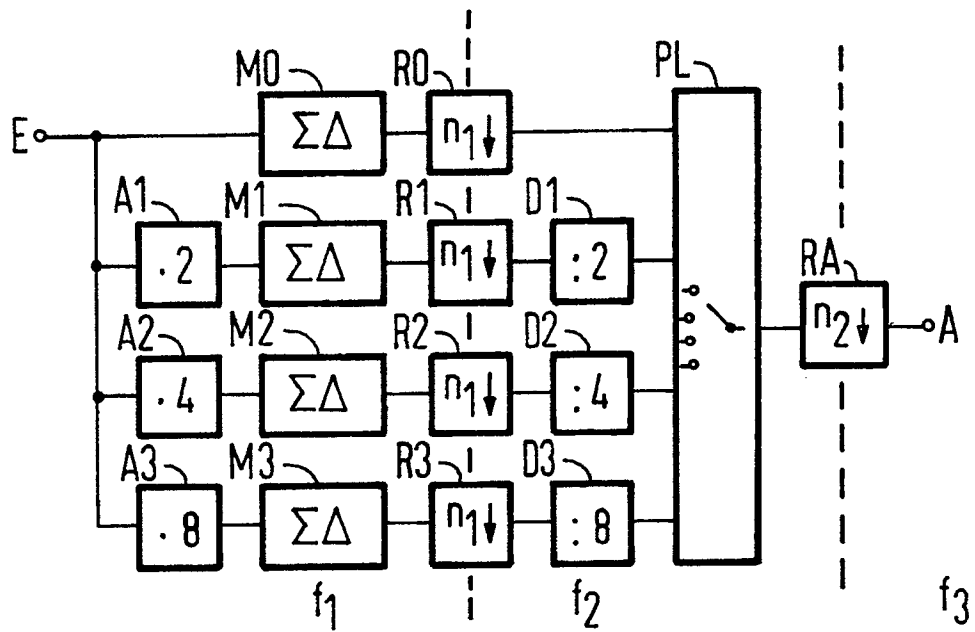 M0 R0 PL
E ΣΔ n1↓
A1 M1 R1 D1
· 2 ΣΔ n1↓ : 2
RA
n2↓ A
A2 M2 R2 D2
· 4 ΣΔ n1↓ : 4
A3 M3 R3 D3
· 8 ΣΔ n1↓ : 8
f1 f2 f3